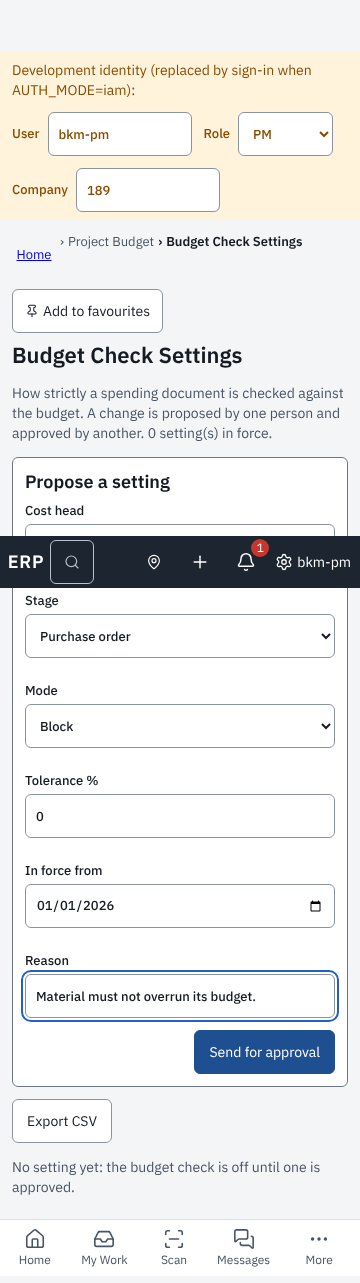 Development identity (replaced by sign-in when
AUTH_MODE=iam):
User bkm-pm Role PM
Company 189
Home › Project Budget › Budget Check Settings
Add to favourites
Budget Check Settings
How strictly a spending document is checked against
the budget. A change is proposed by one person and
approved by another. 0 setting(s) in force.
Propose a setting
Cost head
ERP 1 bkm-pm
Stage
Purchase order
Mode
Block
Tolerance %
0
In force from
01/01/2026
Reason
Material must not overrun its budget.
Send for approval
Export CSV
No setting yet: the budget check is off until one is
approved.
Home My Work Scan Messages More